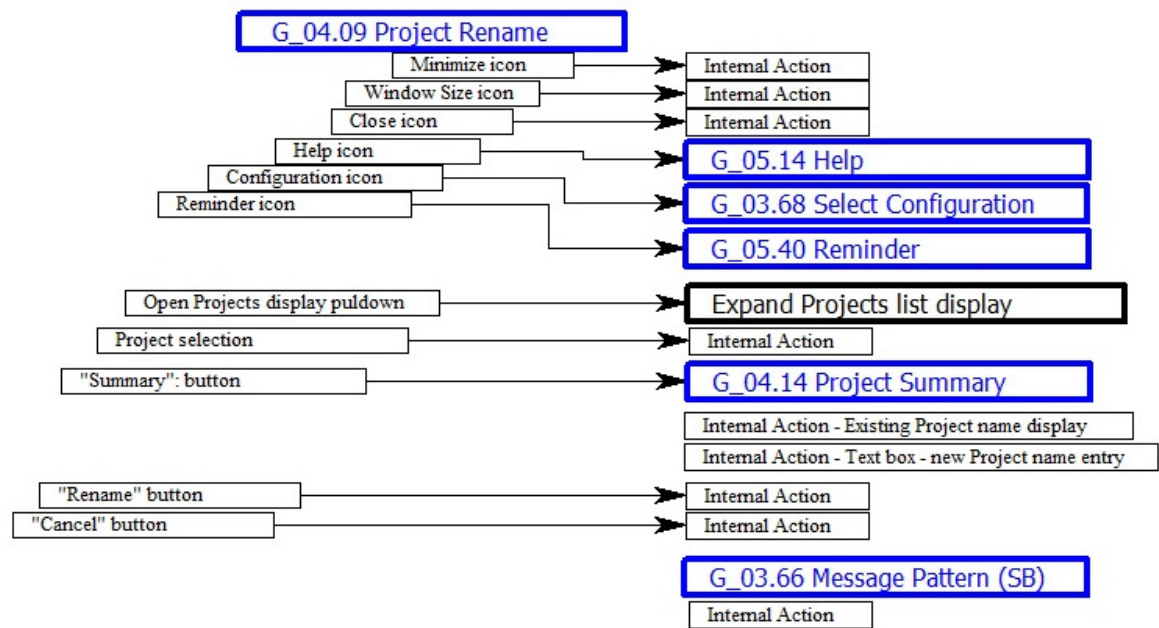 G_04.09 Project Rename
Minimize icon
Internal Action
Window Size icon
Internal Action
Close icon
Internal Action
Help icon
G_05.14 Help
Configuration icon
G_03.68 Select Configuration
Reminder icon
G_05.40 Reminder
Open Projects display puldown
Expand Projects list display
Project selection
Internal Action
"Summary": button
G_04.14 Project Summary
Internal Action - Existing Project name display
Internal Action - Text box - new Project name entry
"Rename" button
Internal Action
"Cancel" button
Internal Action
G_03.66 Message Pattern (SB)
Internal Action